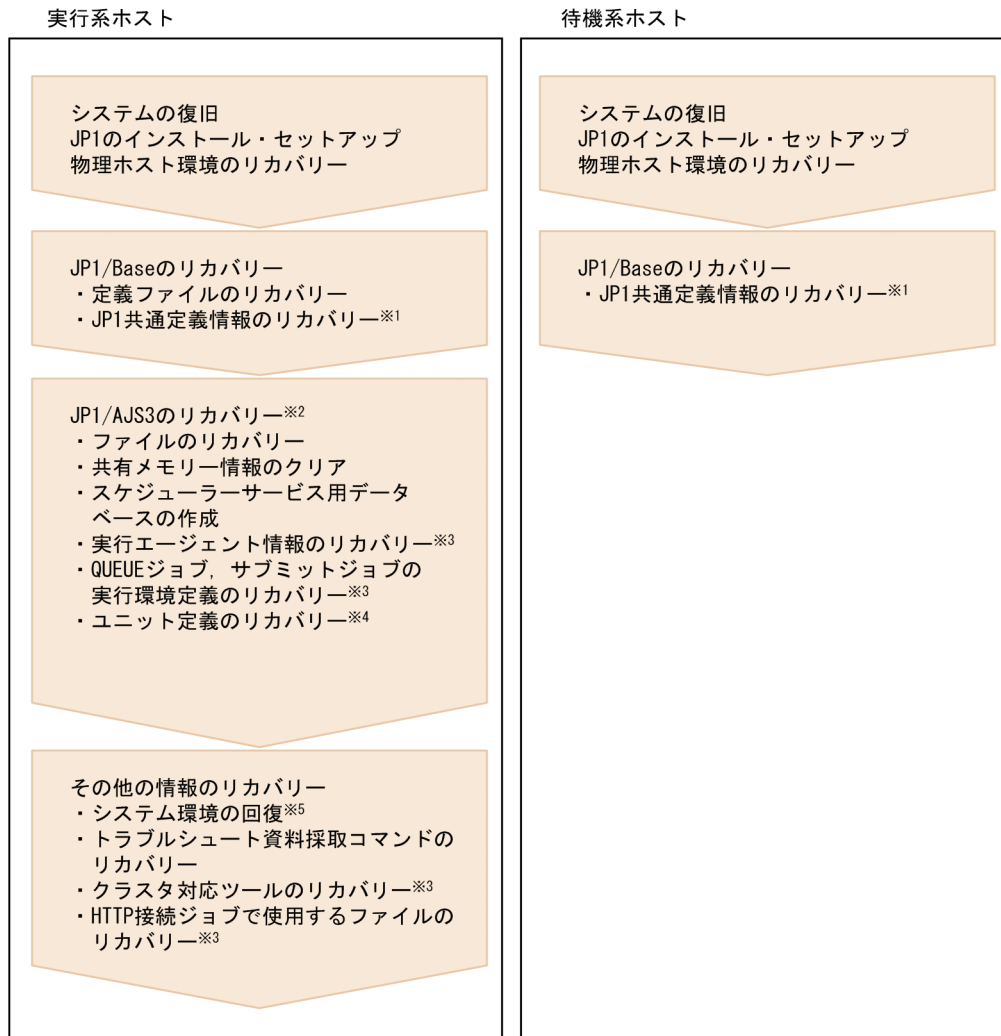 実行系ホスト
システムの復旧
JP1のインストール・セットアップ
物理ホスト環境のリカバリー
JP1/Baseのリカバリー
・定義ファイルのリカバリー
・JP1共通定義情報のリカバリー※1
JP1/AJS3のリカバリー※2
・ファイルのリカバリー
・共有メモリー情報のクリア
・スケジューラーサービス用データ
ベースの作成
・実行エージェント情報のリカバリー※3
・QUEUEジョブ，サブミットジョブの
実行環境定義のリカバリー※3
・ユニット定義のリカバリー※4
その他の情報のリカバリー
・システム環境の回復※5
・トラブルシュート資料採取コマンドの
リカバリー
・クラスタ対応ツールのリカバリー※3
・HTTP接続ジョブで使用するファイルの
リカバリー※3
待機系ホスト
システムの復旧
JP1のインストール・セットアップ
物理ホスト環境のリカバリー
JP1/Baseのリカバリー
・JP1共通定義情報のリカバリー※1